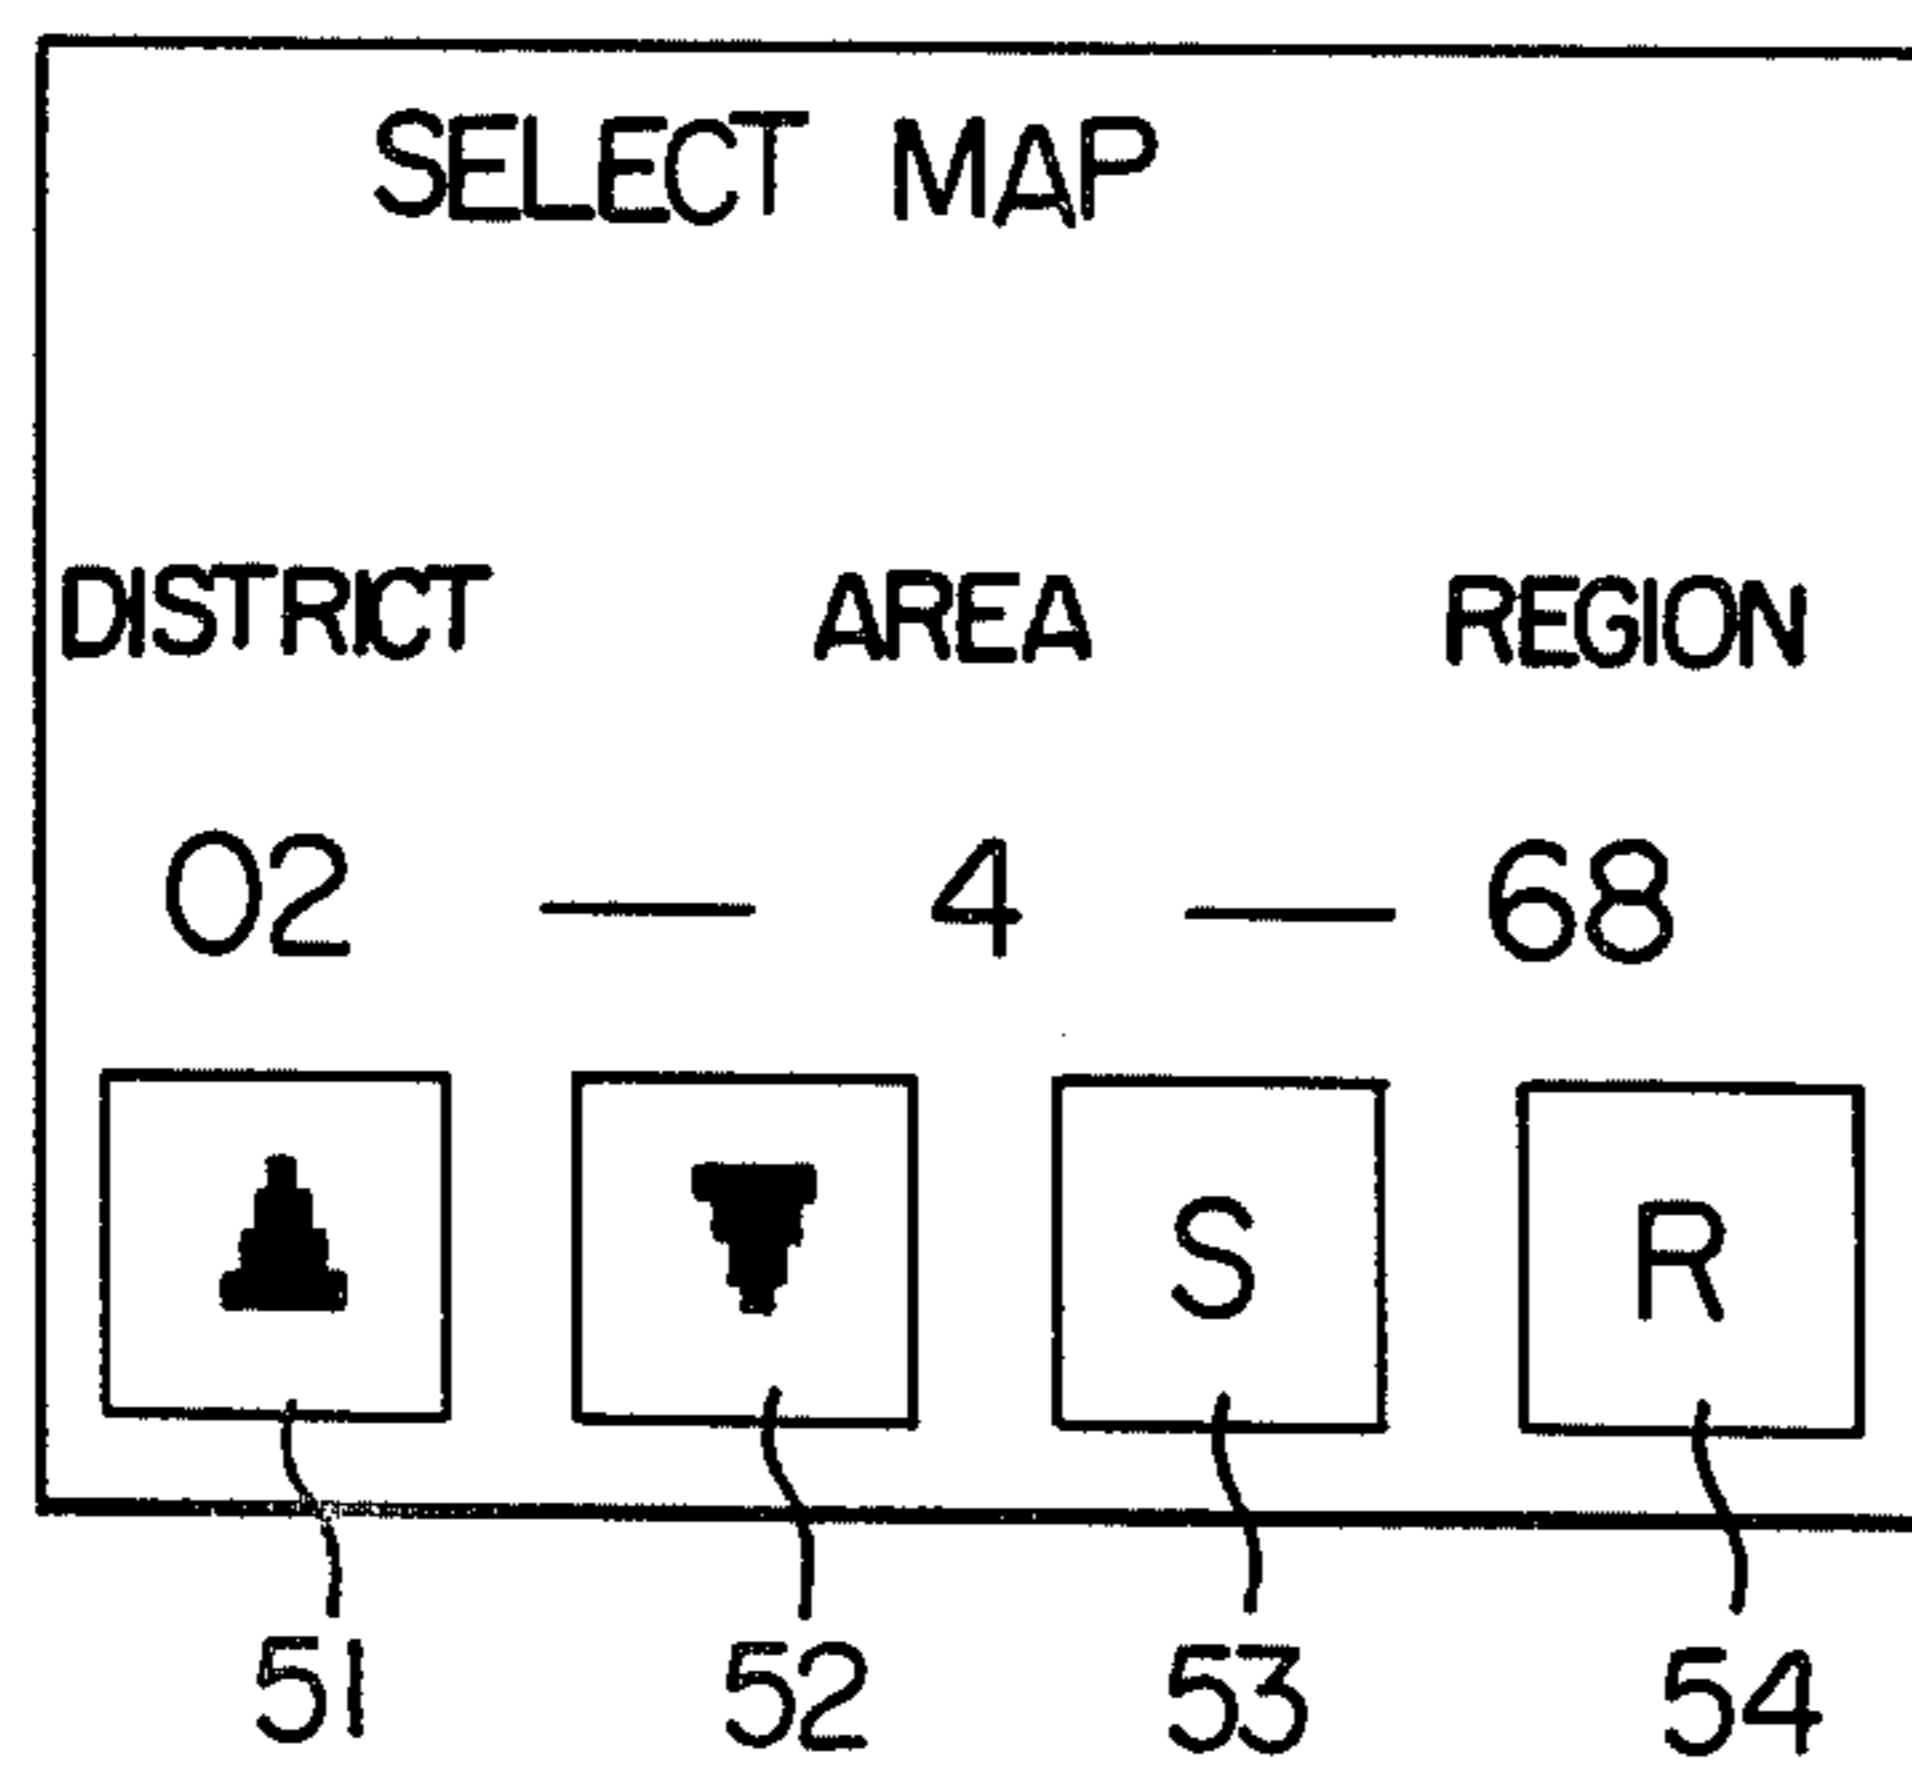 SELECT MAP
DISTRICT AREA REGION
02 — 4 — 68
▲ ▼ S R
51 52 53 54